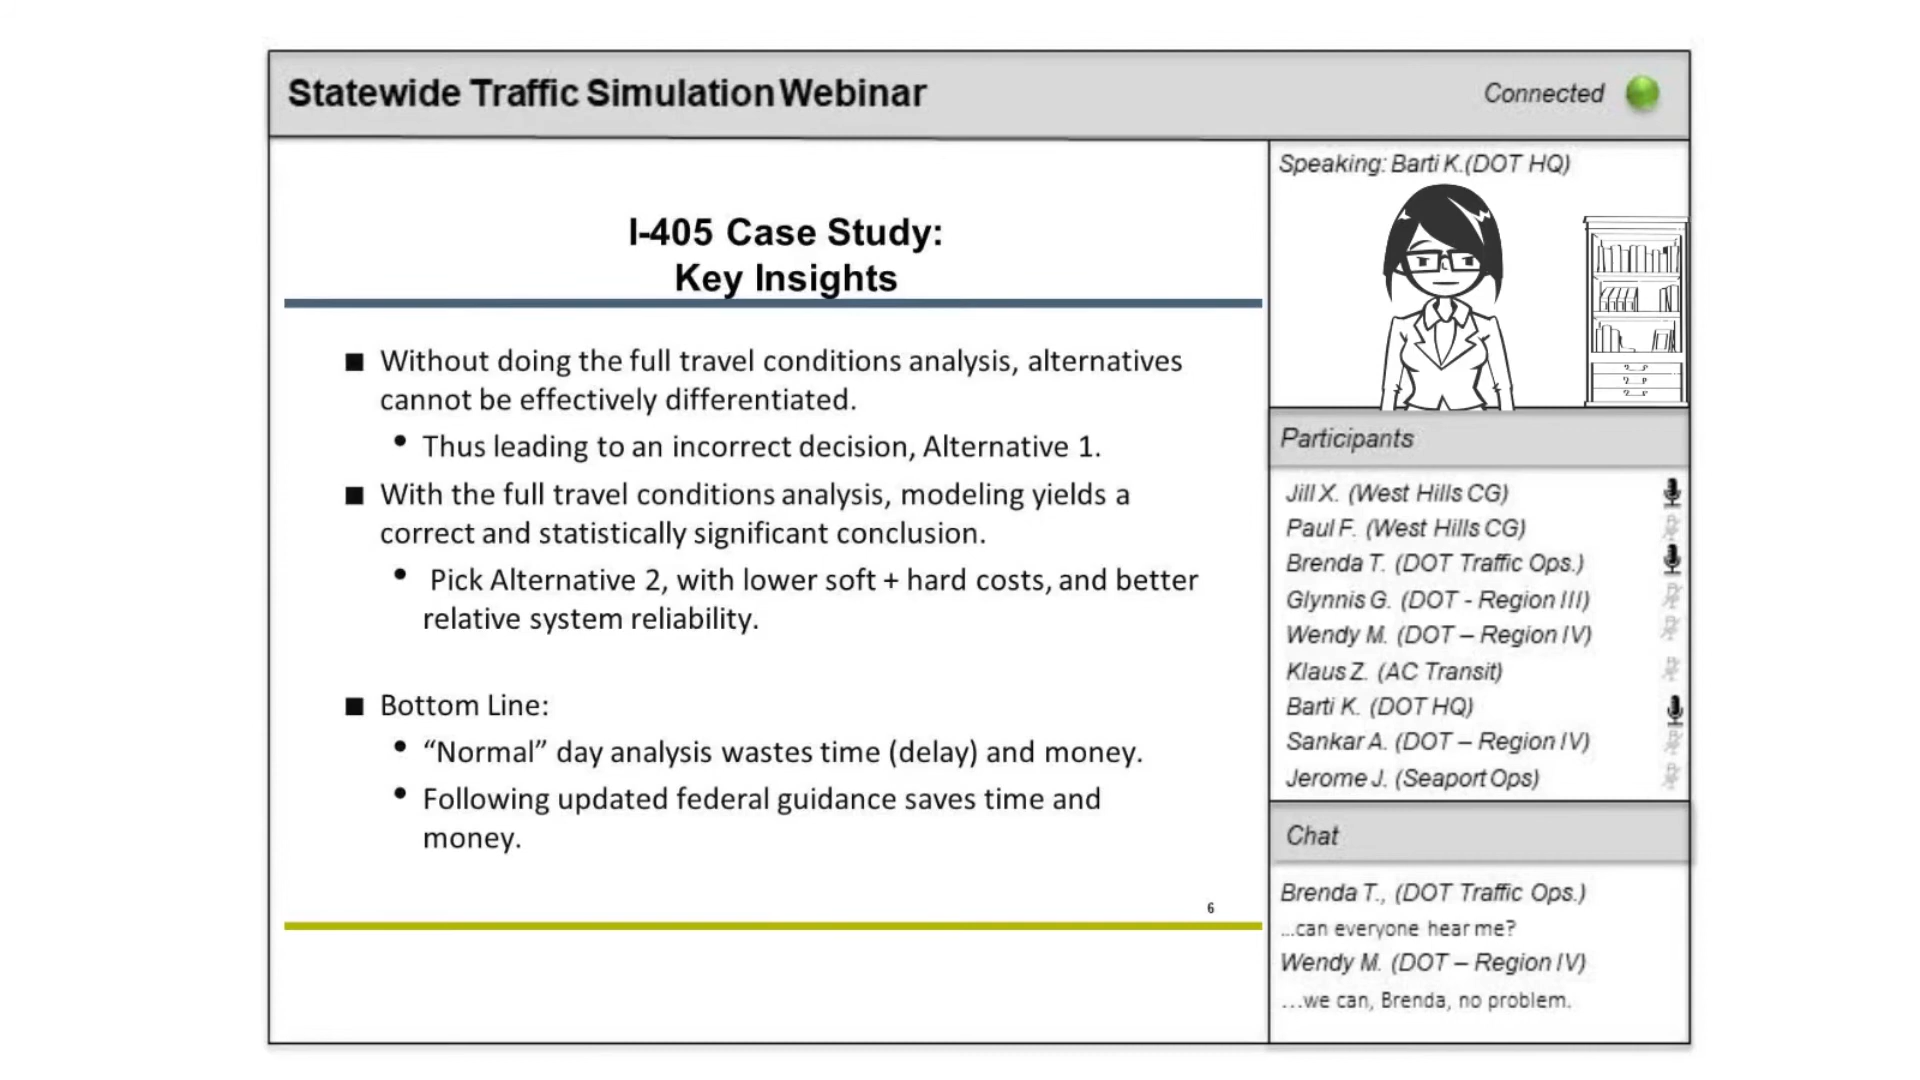 Statewide Traffic Simulation Webinar
Connected
I-405 Case Study:
Key Insights
■ Without doing the full travel conditions analysis, alternatives
cannot be effectively differentiated.
• Thus leading to an incorrect decision, Alternative 1.
■ With the full travel conditions analysis, modeling yields a
correct and statistically significant conclusion.
• Pick Alternative 2, with lower soft + hard costs, and better
relative system reliability.
■ Bottom Line:
• “Normal” day analysis wastes time (delay) and money.
• Following updated federal guidance saves time and
money.
6
Speaking: Barti K.(DOT HQ)
Participants
Jill X. (West Hills CG)
Paul F. (West Hills CG)
Brenda T. (DOT Traffic Ops.)
Glynnis G. (DOT - Region III)
Wendy M. (DOT – Region IV)
Klaus Z. (AC Transit)
Barti K. (DOT HQ)
Sankar A. (DOT – Region IV)
Jerome J. (Seaport Ops)
Chat
Brenda T., (DOT Traffic Ops.)
...can everyone hear me?
Wendy M. (DOT – Region IV)
...we can, Brenda, no problem.